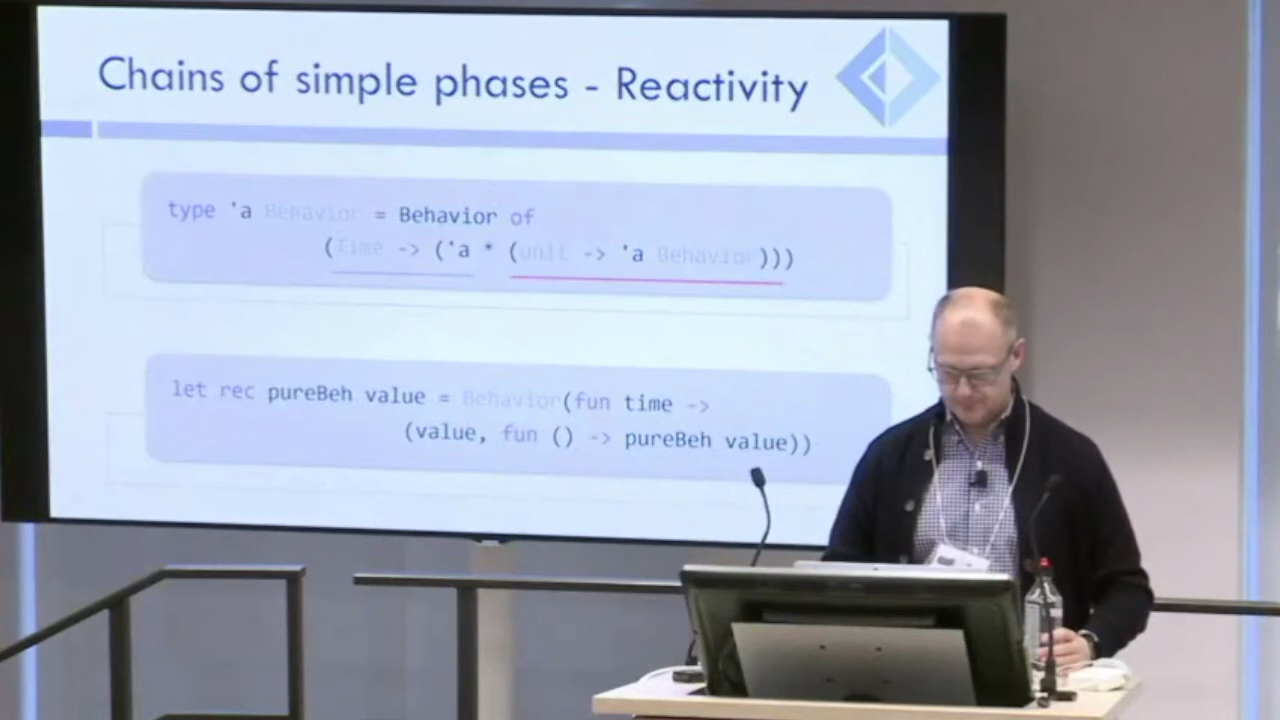 Chains of simple phases - Reactivity
type 'a Behavior = Behavior of
(Time -> ('a * (unit -> 'a Behavior)))
let rec pureBeh value = Behavior(fun time ->
(value, fun () -> pureBeh value))